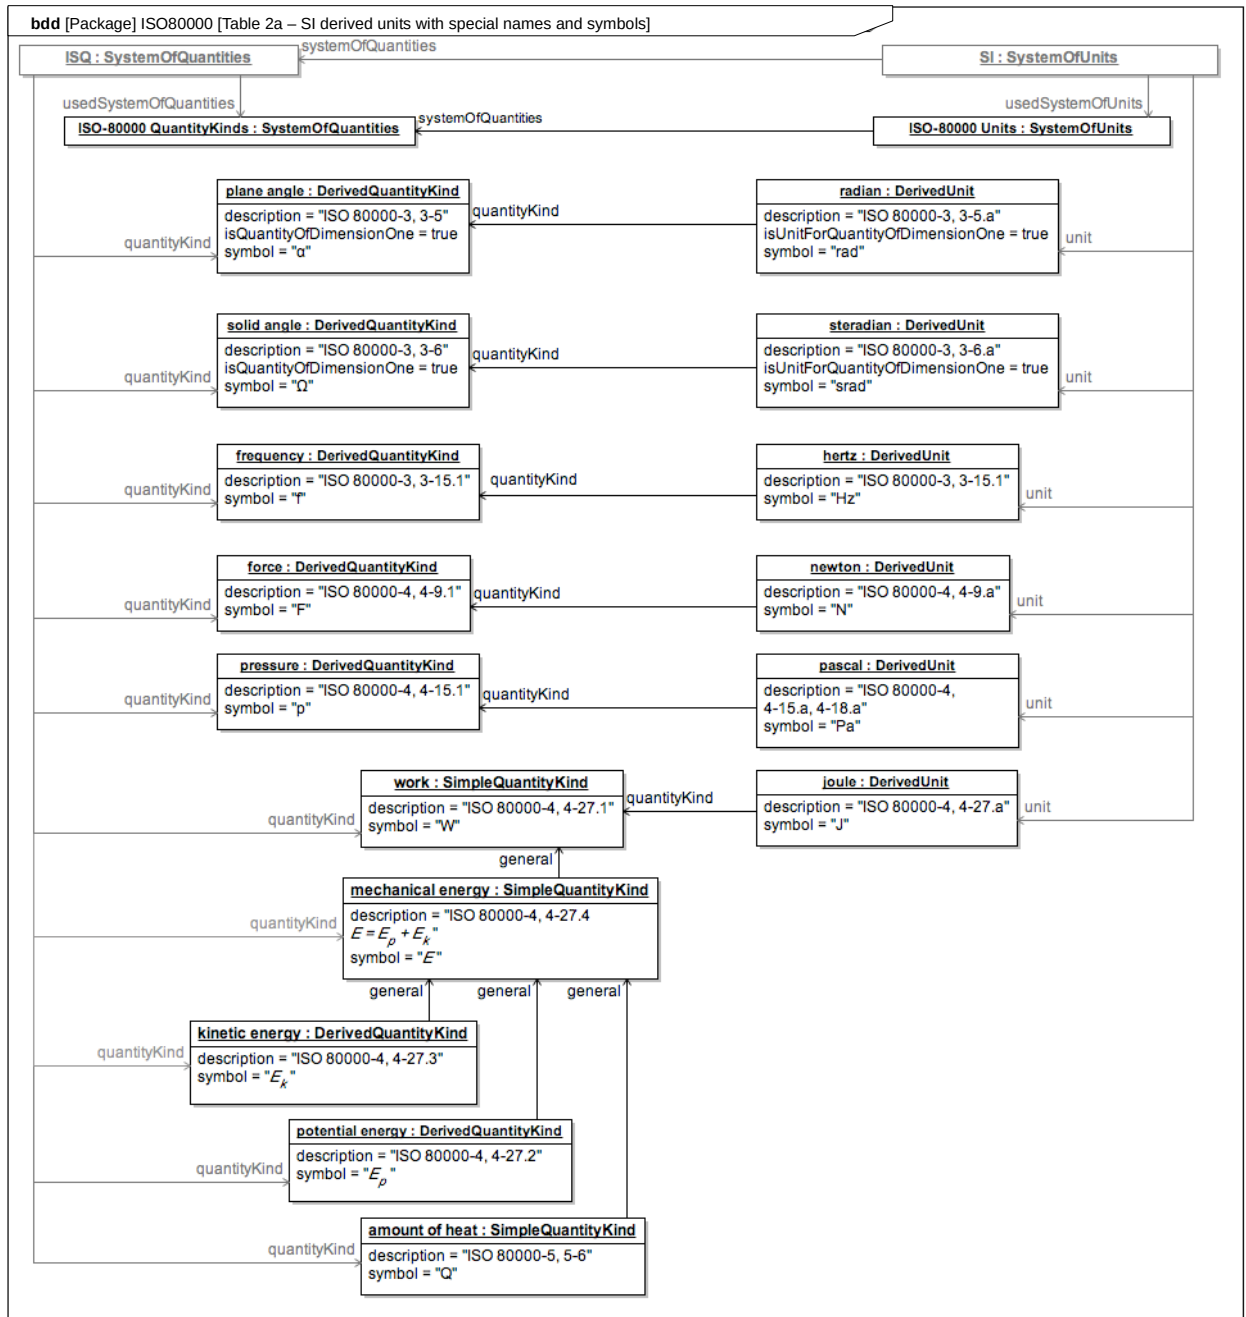 bdd [Package] ISO80000 [Table 2a – SI derived units with special names and symbols]
ISQ : SystemOfQuantities
systemOfQuantities
SI : SystemOfUnits
usedSystemOfQuantities
usedSystemOfUnits
ISO-80000 QuantityKinds : SystemOfQuantities
systemOfQuantities
ISO-80000 Units : SystemOfUnits
plane angle : DerivedQuantityKind
description = "ISO 80000-3, 3-5"
isQuantityOfDimensionOne = true
symbol = "α"
quantityKind
quantityKind
radian : DerivedUnit
description = "ISO 80000-3, 3-5.a"
isUnitForQuantityOfDimensionOne = true
symbol = "rad"
unit
solid angle : DerivedQuantityKind
description = "ISO 80000-3, 3-6"
isQuantityOfDimensionOne = true
symbol = "Ω"
quantityKind
quantityKind
steradian : DerivedUnit
description = "ISO 80000-3, 3-6.a"
isUnitForQuantityOfDimensionOne = true
symbol = "srad"
unit
frequency : DerivedQuantityKind
description = "ISO 80000-3, 3-15.1"
symbol = "f"
quantityKind
quantityKind
hertz : DerivedUnit
description = "ISO 80000-3, 3-15.1"
symbol = "Hz"
unit
force : DerivedQuantityKind
description = "ISO 80000-4, 4-9.1"
symbol = "F"
quantityKind
quantityKind
newton : DerivedUnit
description = "ISO 80000-4, 4-9.a"
symbol = "N"
unit
pressure : DerivedQuantityKind
description = "ISO 80000-4, 4-15.1"
symbol = "p"
quantityKind
quantityKind
pascal : DerivedUnit
description = "ISO 80000-4,
4-15.a, 4-18.a"
symbol = "Pa"
unit
work : SimpleQuantityKind
description = "ISO 80000-4, 4-27.1"
symbol = "W"
quantityKind
quantityKind
joule : DerivedUnit
description = "ISO 80000-4, 4-27.a"
symbol = "J"
unit
general
mechanical energy : SimpleQuantityKind
description = "ISO 80000-4, 4-27.4
E = Ep + Ek"
symbol = "E"
quantityKind
general
general
general
kinetic energy : DerivedQuantityKind
description = "ISO 80000-4, 4-27.3"
symbol = "Ek"
quantityKind
potential energy : DerivedQuantityKind
description = "ISO 80000-4, 4-27.2"
symbol = "Ep"
quantityKind
amount of heat : SimpleQuantityKind
description = "ISO 80000-5, 5-6"
symbol = "Q"
quantityKind